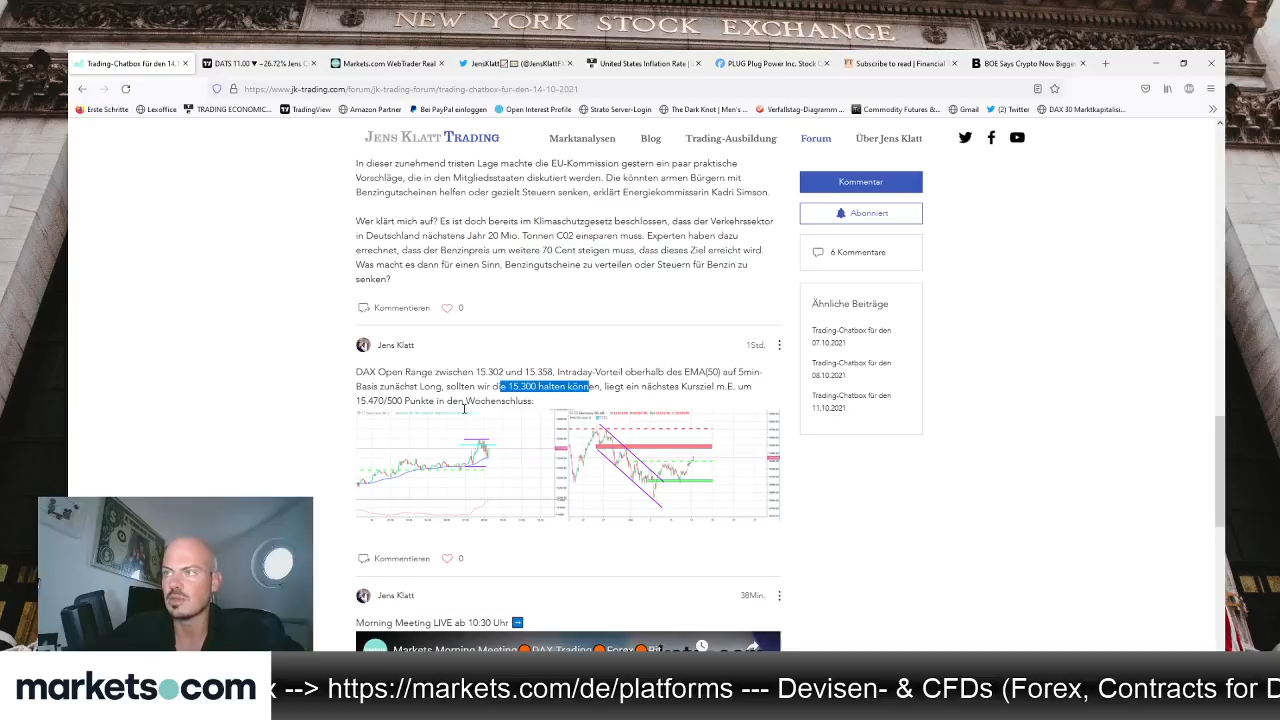 NEW YORK STOCK EXCHANGE
Trading-Chatbox für den 14.1
DATS 11.00 ▼ −26.72% Jens C
Markets.com WebTrader Real
JensKlatt
(@JensKlattF
United States Inflation Rate |
PLUG Plug Power Inc. Stock C
Subscribe to read | Financial
BOE Says Crypto Now Bigger
https://www.jk-trading.com/forum/jk-trading-forum/trading-chatbox-fur-den-14-10-2021
Erste Schritte
Lexoffice
TRADING ECONOMIC...
TradingView
Amazon Partner
Bei PayPal einloggen
Open Interest Profile
Strato Server-Login
The Dark Knot | Men's ...
Verfallstag-Diagramm ...
Commodity Futures &...
Gmail
(2) Twitter
DAX 30 Marktkapitalisi...
JENS KLATT TRADING
Marktanalysen
Blog
Trading-Ausbildung
Forum
Über Jens Klatt
In dieser zunehmend tristen Lage machte die EU-Kommission gestern ein paar praktische
Vorschläge, die in den Mitgliedsstaaten diskutiert werden. Die könnten armen Bürgern mit
Benzingutscheinen helfen oder gezielt Steuern senken, erklärt Energiekommissarin Kadri Simson.
Wer klärt mich auf? Es ist doch bereits im Klimaschutzgesetz beschlossen, dass der Verkehrssektor
in Deutschland nächstens Jahr 20 Mio. Tonnen C02 einsparen muss. Experten haben dazu
errechnet, dass der Benzinpreis um weitere 70 Cent steigen muss, dass dieses Ziel erreicht wird.
Was macht es dann für einen Sinn, Benzingutscheine zu verteilen oder Steuern für Benzin zu
senken?
Kommentieren
0
Kommentar
Abonniert
6 Kommentare
Ähnliche Beiträge
Trading-Chatbox für den
07.10.2021
Trading-Chatbox für den
08.10.2021
Trading-Chatbox für den
11.10.2021
Jens Klatt
1Std.
DAX Open Range zwischen 15.302 und 15.358, Intraday-Vorteil oberhalb des EMA(50) auf 5min-
Basis zunächst Long, sollten wir die 15.300 halten können, liegt ein nächstes Kursziel m.E. um
15.470/500 Punkte in den Wochenschluss:
Kommentieren
0
Jens Klatt
38Min.
Morning Meeting LIVE ab 10:30 Uhr
Markets Morning Meeting
DAX Trading
Forex
Bit
markets.com
x --> https://markets.com/de/platforms --- Devisen- & CFDs (Forex, Contracts for D